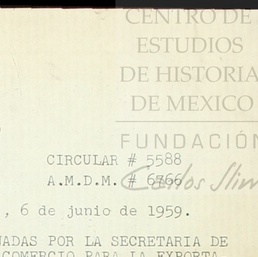 CENTRO DE
ESTUDIOS
DE HISTORIA
DE MEXICO
FUNDACIÓN
Carlos Slim
CIRCULAR # 5588
A.M.D.M. # 6766
, 6 de junio de 1959.
NADAS POR LA SECRETARIA DE
COMERCIO PARA LA EXPORTA